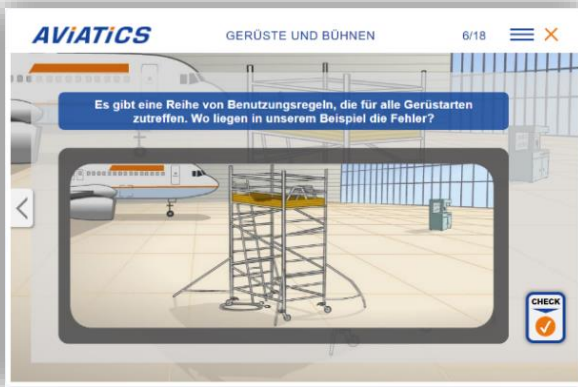 AViATiCS
GERÜSTE UND BÜHNEN
6/18
Es gibt eine Reihe von Benutzungsregeln, die für alle Gerüstarten
zutreffen. Wo liegen in unserem Beispiel die Fehler?
CHECK